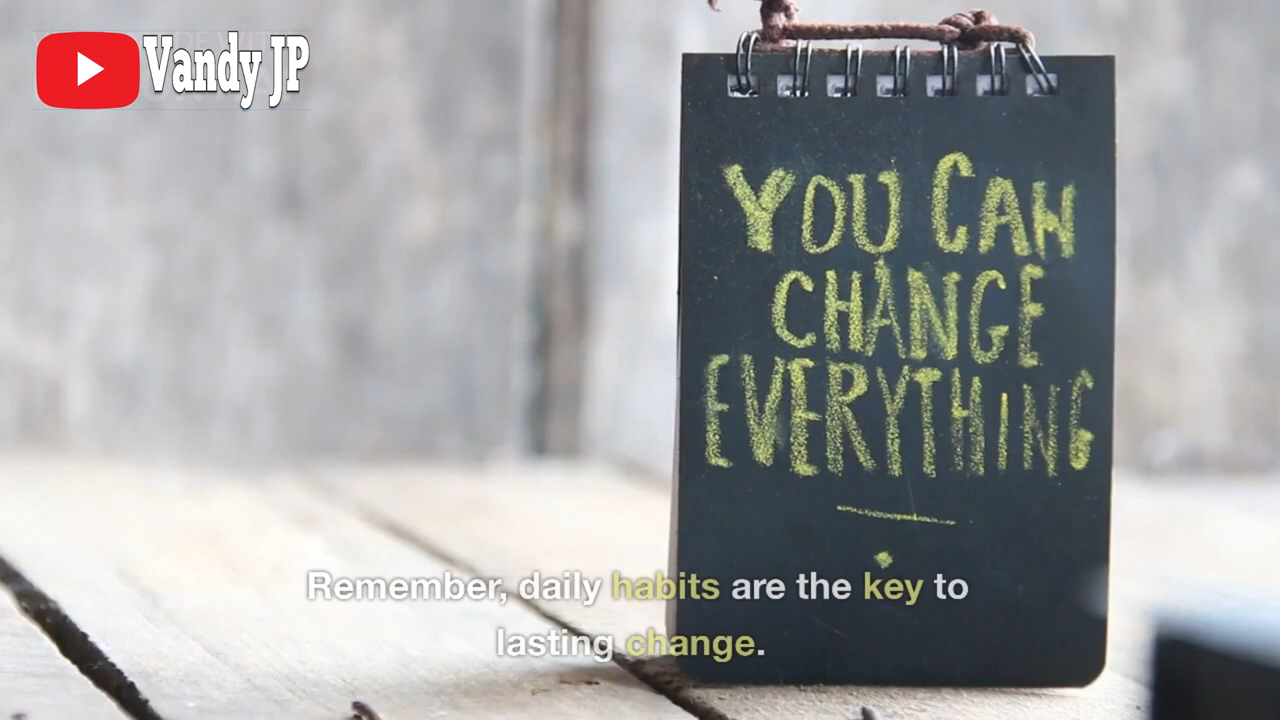 Vandy JP
YOU CAN
CHANGE
EVERYTHING
Remember, daily habits are the key to
lasting change.